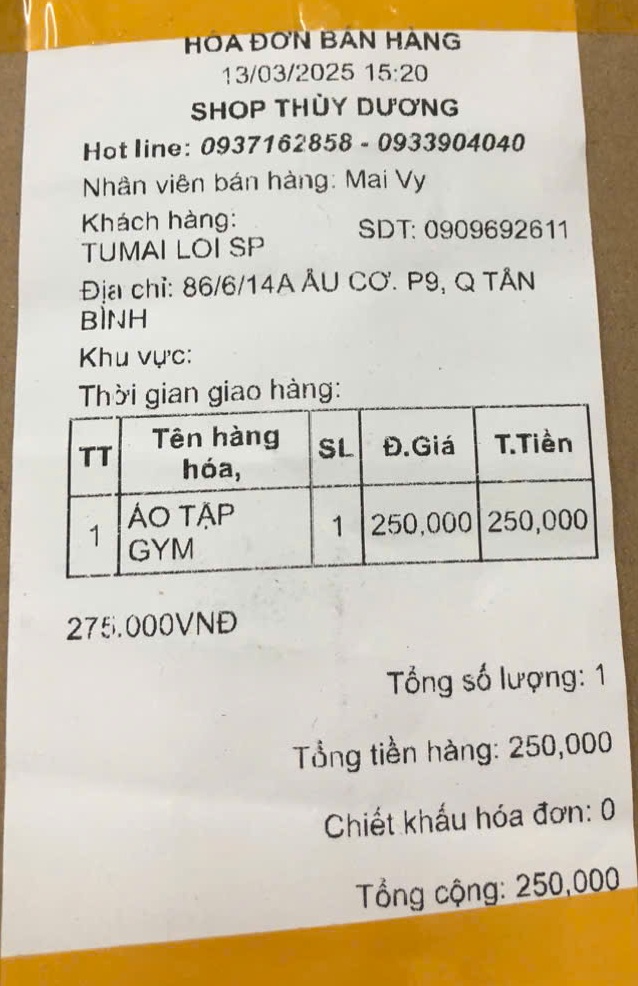 HÓA ĐƠN BÁN HÀNG
13/03/2025 15:20
SHOP THÙY DƯƠNG
Hot line: 0937162858 - 0933904040
Nhân viên bán hàng: Mai Vy
Khách hàng: SDT: 0909692611
TUMAI LOI SP
Địa chỉ: 86/6/14A ÂU CƠ. P9, Q TÂN
BÌNH
Khu vực:
Thời gian giao hàng:
TT Tên hàng hóa, SL Đ.Giá T.Tiền
1 ÁO TẬP GYM 1 250,000 250,000
275.000VNĐ
Tổng số lượng: 1
Tổng tiền hàng: 250,000
Chiết khấu hóa đơn: 0
Tổng cộng: 250,000